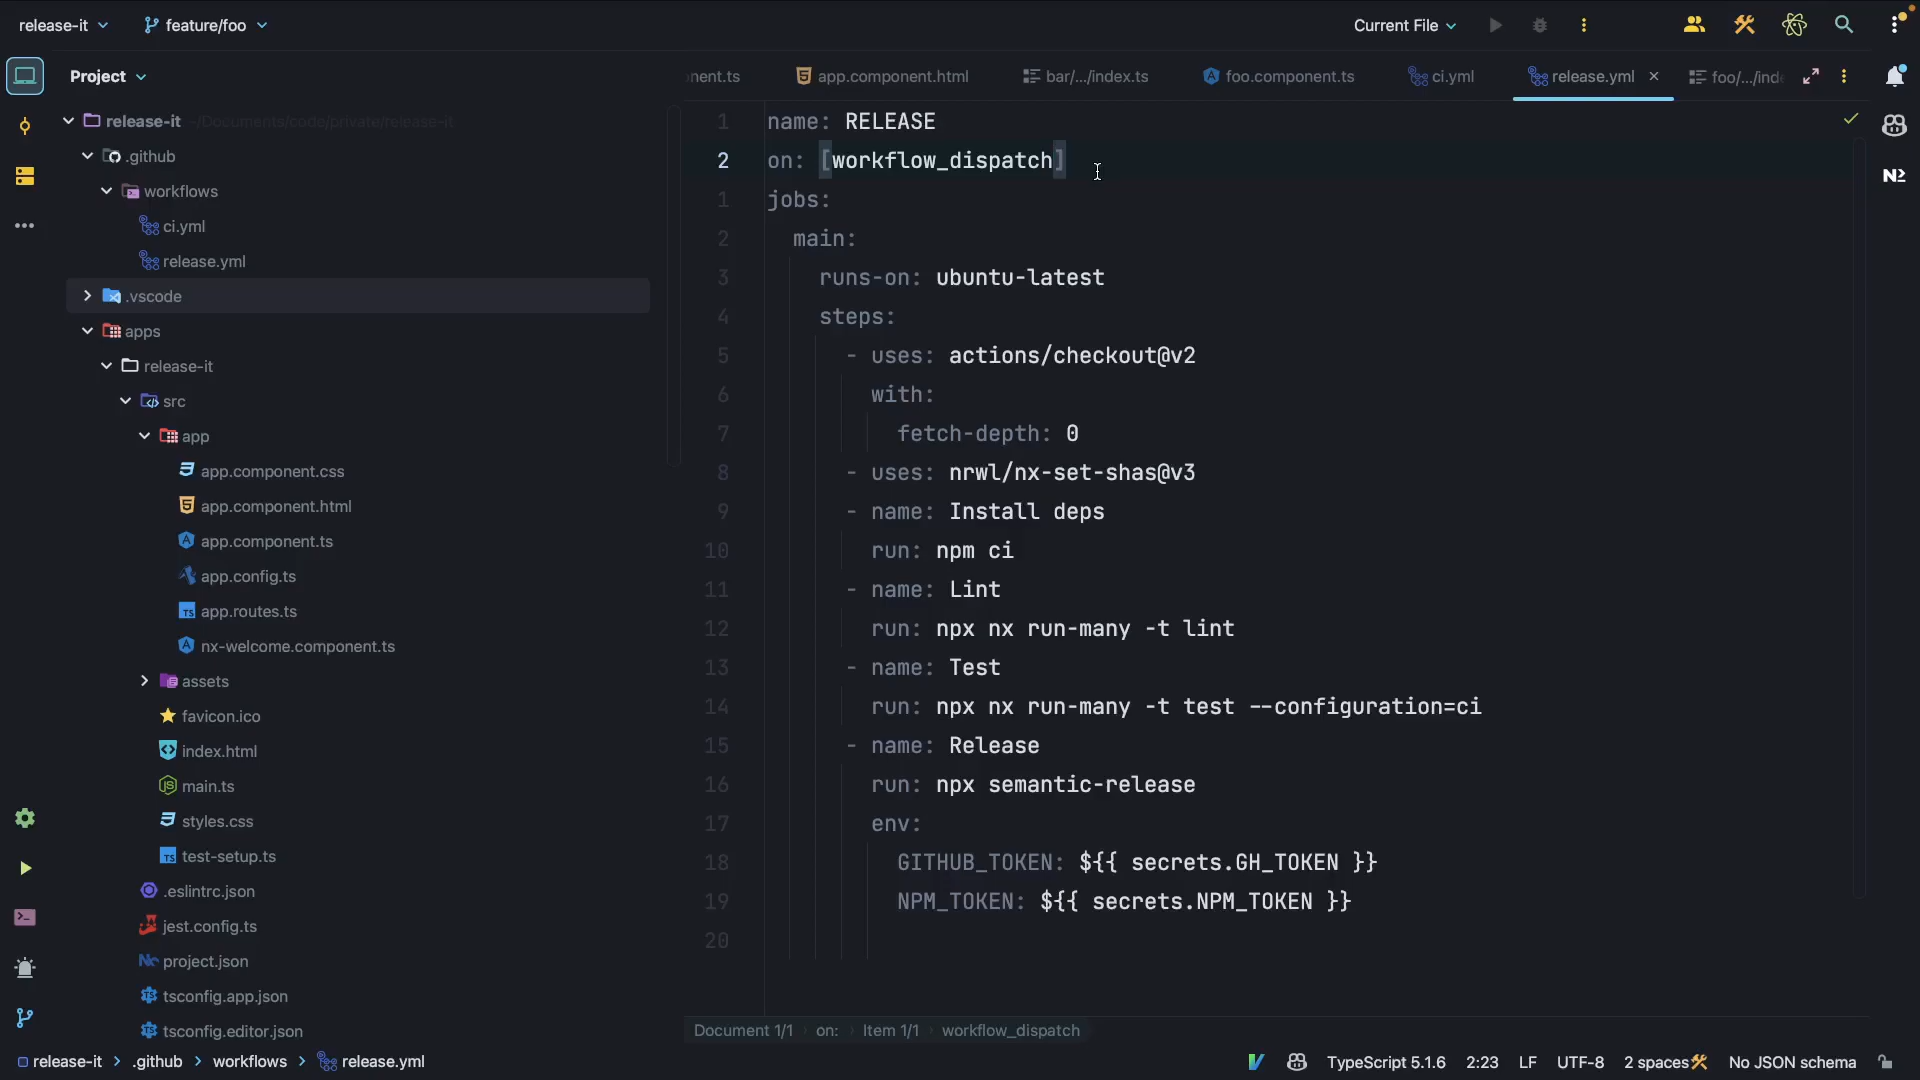 release-it
feature/foo
Current File
Project
nent.ts
app.component.html
bar/.../index.ts
foo.component.ts
ci.yml
release.yml
foo/.../inde
release-it ~/Documents/code/private/release-it
.github
workflows
ci.yml
release.yml
.vscode
apps
release-it
src
app
app.component.css
app.component.html
app.component.ts
app.config.ts
app.routes.ts
nx-welcome.component.ts
assets
favicon.ico
index.html
main.ts
styles.css
test-setup.ts
.eslintrc.json
jest.config.ts
project.json
tsconfig.app.json
tsconfig.editor.json
1 name: RELEASE
2 on: [workflow_dispatch]
1 jobs:
2 main:
3 runs-on: ubuntu-latest
4 steps:
5 - uses: actions/checkout@v2
6 with:
7 fetch-depth: 0
8 - uses: nrwl/nx-set-shas@v3
9 - name: Install deps
10 run: npm ci
11 - name: Lint
12 run: npx nx run-many -t lint
13 - name: Test
14 run: npx nx run-many -t test --configuration=ci
15 - name: Release
16 run: npx semantic-release
17 env:
18 GITHUB_TOKEN: ${{ secrets.GH_TOKEN }}
19 NPM_TOKEN: ${{ secrets.NPM_TOKEN }}
20
Document 1/1 › on: › Item 1/1 › workflow_dispatch
release-it > .github > workflows > release.yml
TypeScript 5.1.6 2:23 LF UTF-8 2 spaces No JSON schema